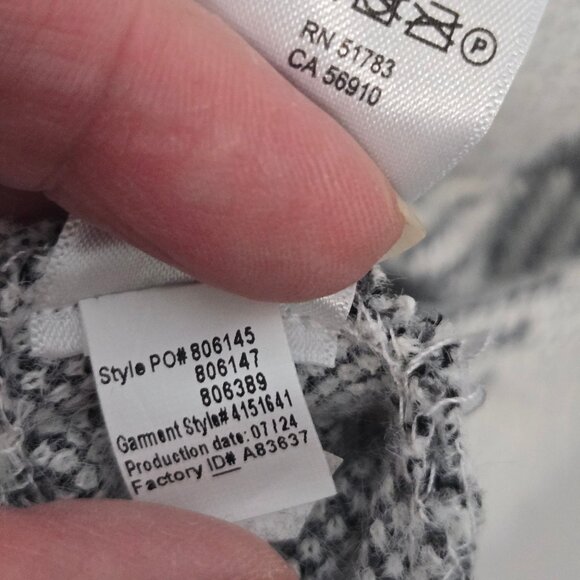 P
RN 51783
CA 56910
Style PO# 806145
806147
806389
Garment Style# 4151641
Production date: 07/24
Factory ID# A83637